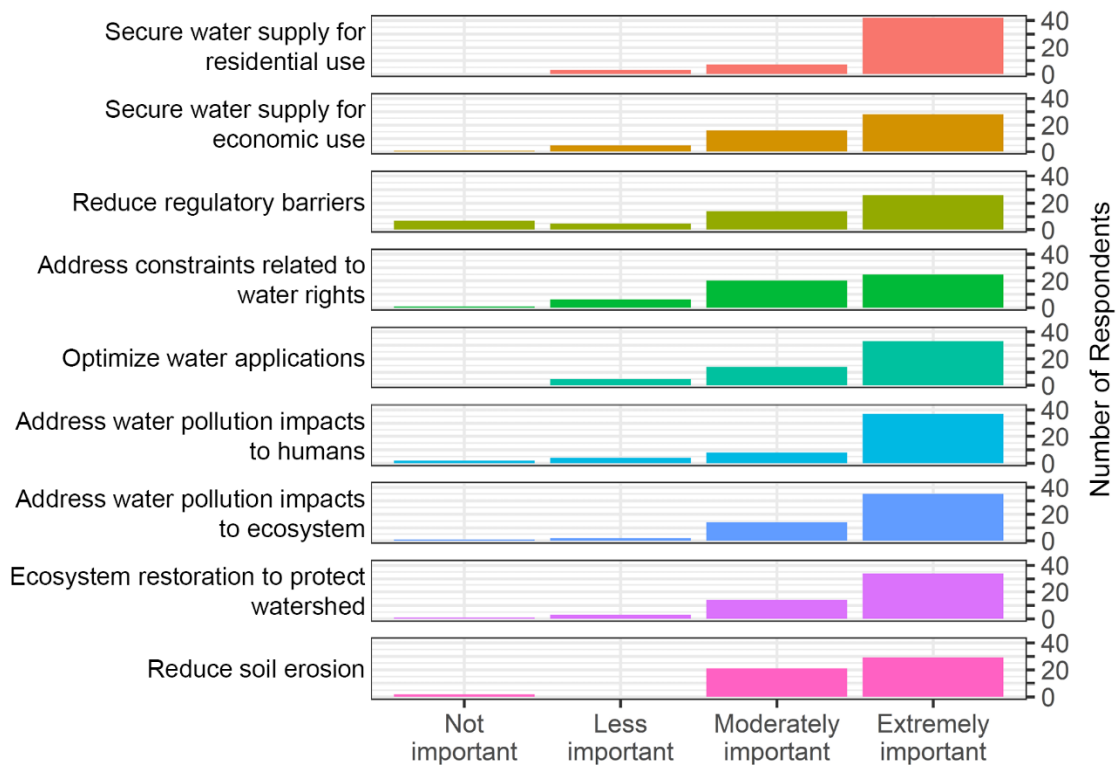 Secure water supply for
residential use
40
20
0
Secure water supply for
economic use
40
20
0
Reduce regulatory barriers
40
20
0
Address constraints related to
water rights
40
20
0
Optimize water applications
40
20
0
Address water pollution impacts
to humans
40
20
0
Address water pollution impacts
to ecosystem
40
20
0
Ecosystem restoration to protect
watershed
40
20
0
Reduce soil erosion
40
20
0
Number of Respondents
Not
important
Less
important
Moderately
important
Extremely
important